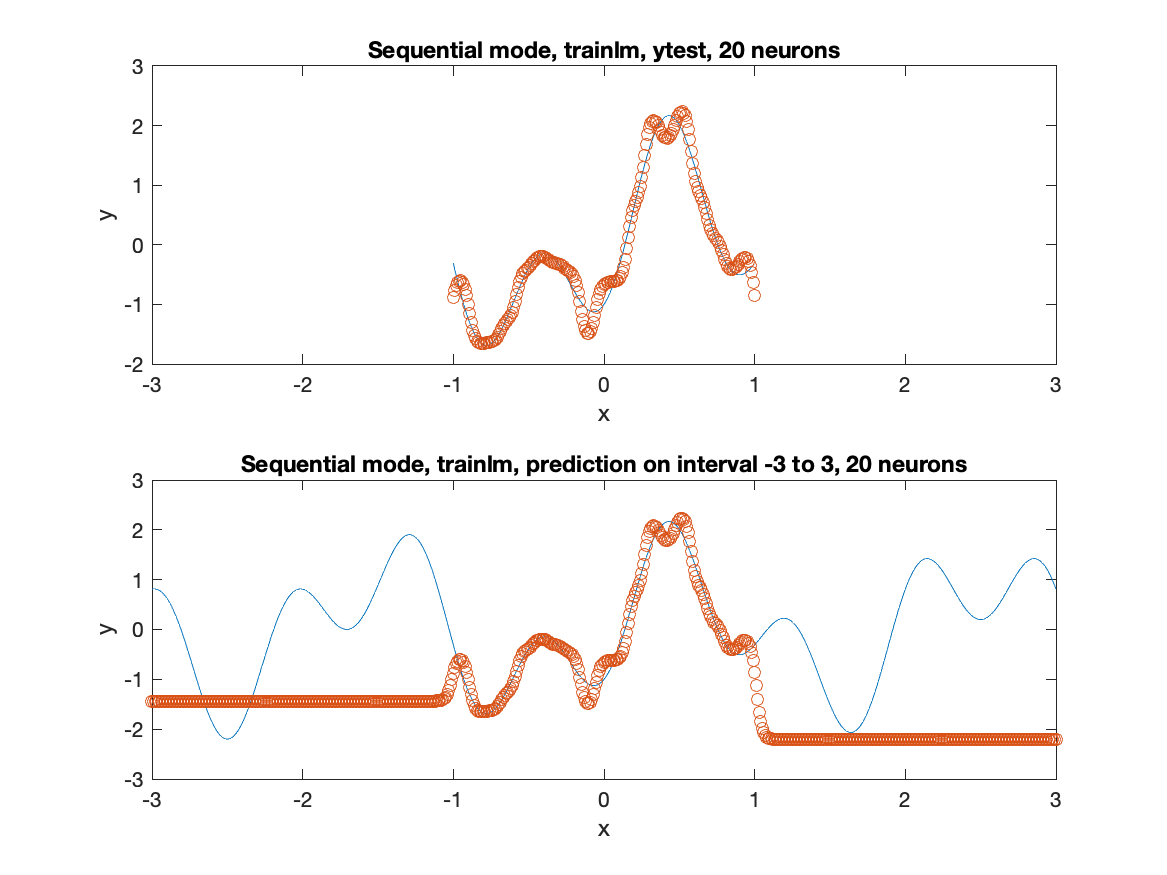 Sequential mode, trainlm, ytest, 20 neurons
3
2
1
0
-1
-2
y
-3 -2 -1 0 1 2 3
x
Sequential mode, trainlm, prediction on interval -3 to 3, 20 neurons
3
2
1
0
-1
-2
-3
y
-3 -2 -1 0 1 2 3
x